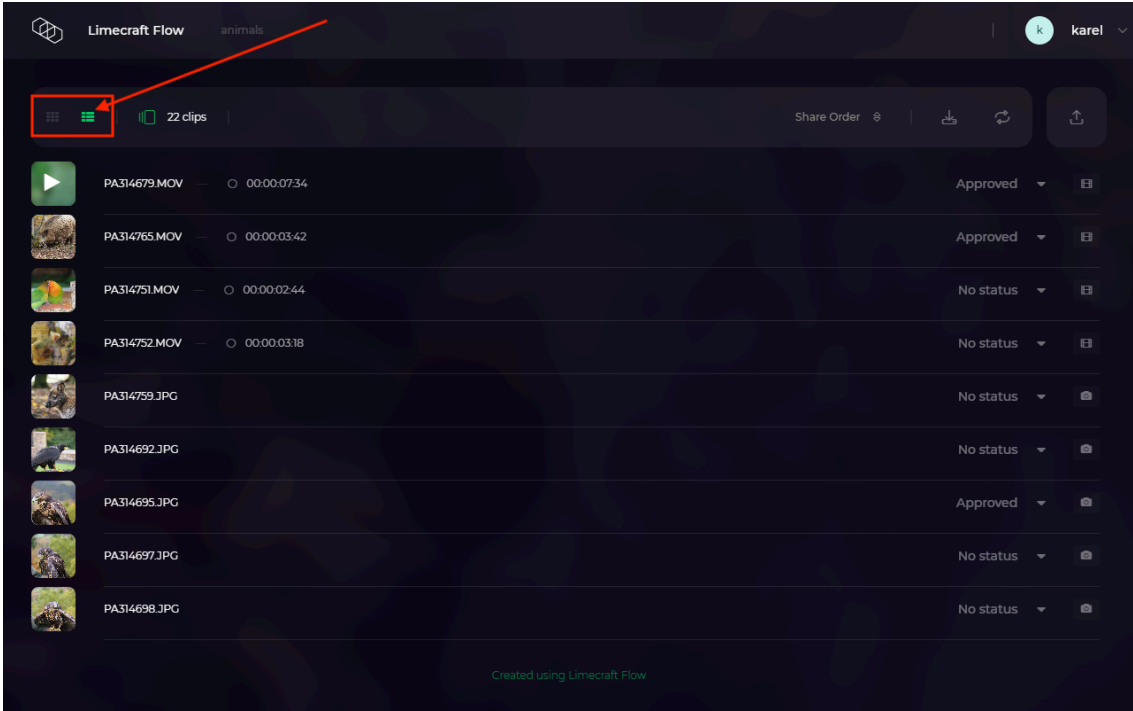 Limecraft Flow animals k karel
22 clips Share Order
PA314679.MOV — 00:00:07:34 Approved
PA314765.MOV — 00:00:03:42 Approved
PA314751.MOV — 00:00:02:44 No status
PA314752.MOV — 00:00:03:18 No status
PA314759.JPG No status
PA314692.JPG No status
PA314695.JPG Approved
PA314697.JPG No status
PA314698.JPG No status
Created using Limecraft Flow